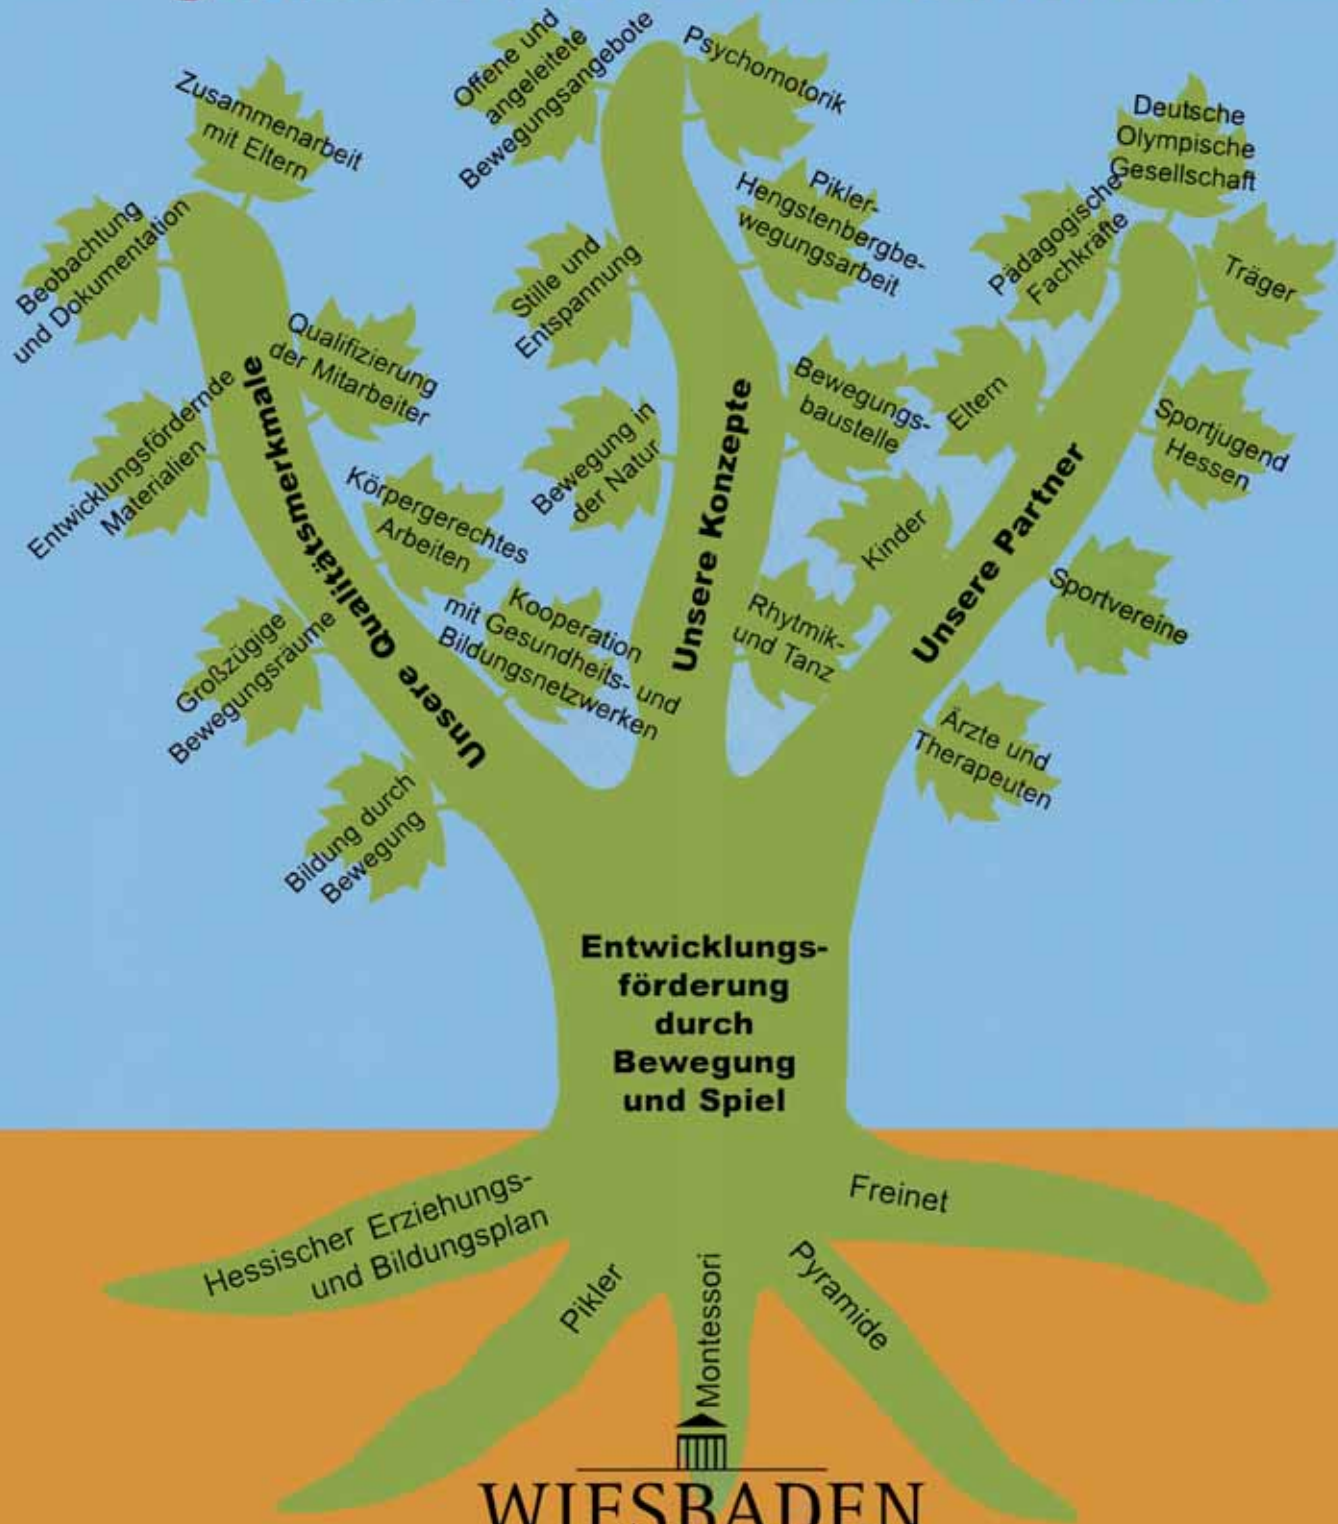 Zusammenarbeit
mit Eltern
Beobachtung
und Dokumentation
Qualifizierung
der Mitarbeiter
Entwicklungsfördernde
Materialien
Körpergerechtes
Arbeiten
Großzügige
Bewegungsräume
Kooperation
mit Gesundheits- und
Bildungsnetzwerken
Bildung durch
Bewegung
Unsere Qualitätsmerkmale
Offene und
angeleitete
Bewegungsangebote
Psychomotorik
Pikler-
Hengstenbergbe-
wegungsarbeit
Stille und
Entspannung
Bewegungs-
baustelle
Bewegung in
der Natur
Rhytmik-
und Tanz
Unsere Konzepte
Deutsche
Olympische
Gesellschaft
Pädagogische
Fachkräfte
Träger
Eltern
Sportjugend
Hessen
Kinder
Sportvereine
Ärzte und
Therapeuten
Unsere Partner
Entwicklungs-
förderung
durch
Bewegung
und Spiel
Hessischer Erziehungs-
und Bildungsplan
Pikler
Montessori
Pyramide
Freinet
WIESBADEN